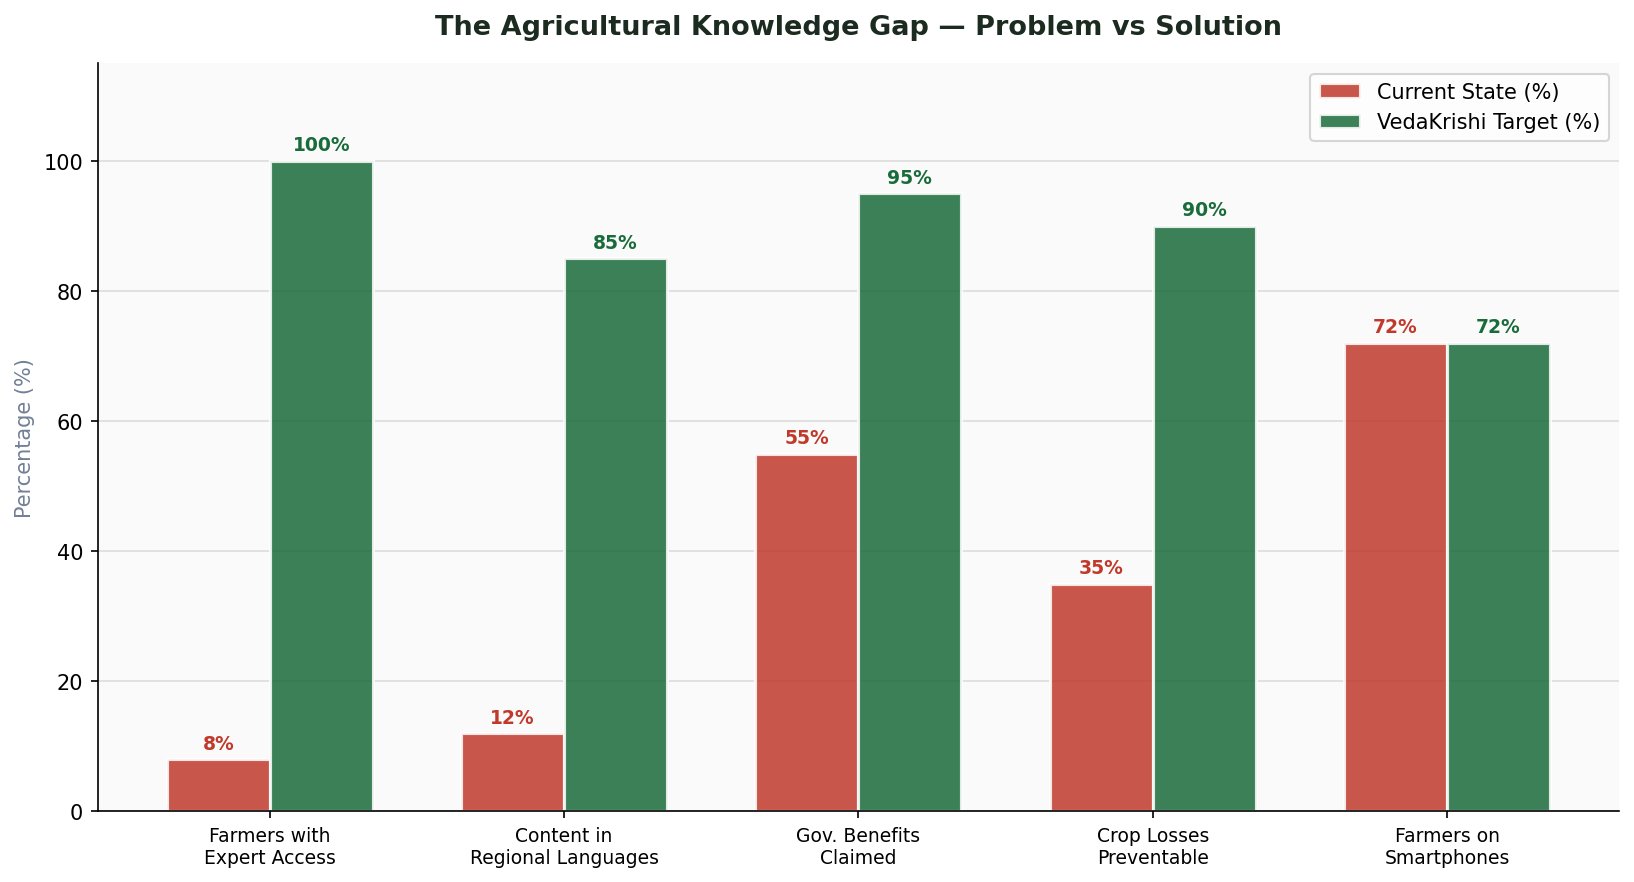 The Agricultural Knowledge Gap — Problem vs Solution
Current State (%)
VedaKrishi Target (%)
Percentage (%)
100
80
60
40
20
0
8%
100%
12%
85%
55%
95%
35%
90%
72%
72%
Farmers with
Expert Access
Content in
Regional Languages
Gov. Benefits
Claimed
Crop Losses
Preventable
Farmers on
Smartphones